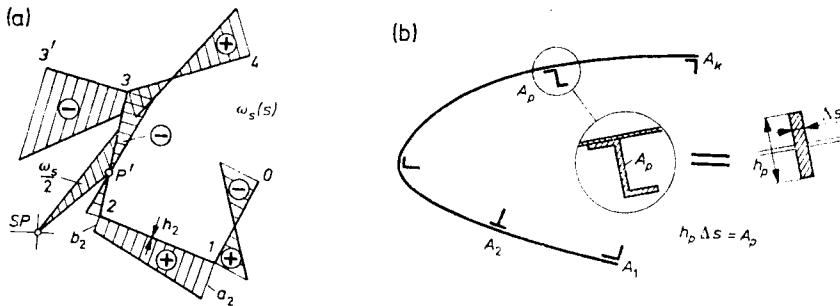 (a)
3'
3
4
+
−
ω_s(s)
−
ω_s/2
P'
−
0
SP
2
h_2
b_2
1
+
+
a_2
(b)
A_k
A_p
A_p
h_p
Δs
A_2
A_1
h_p Δs = A_p